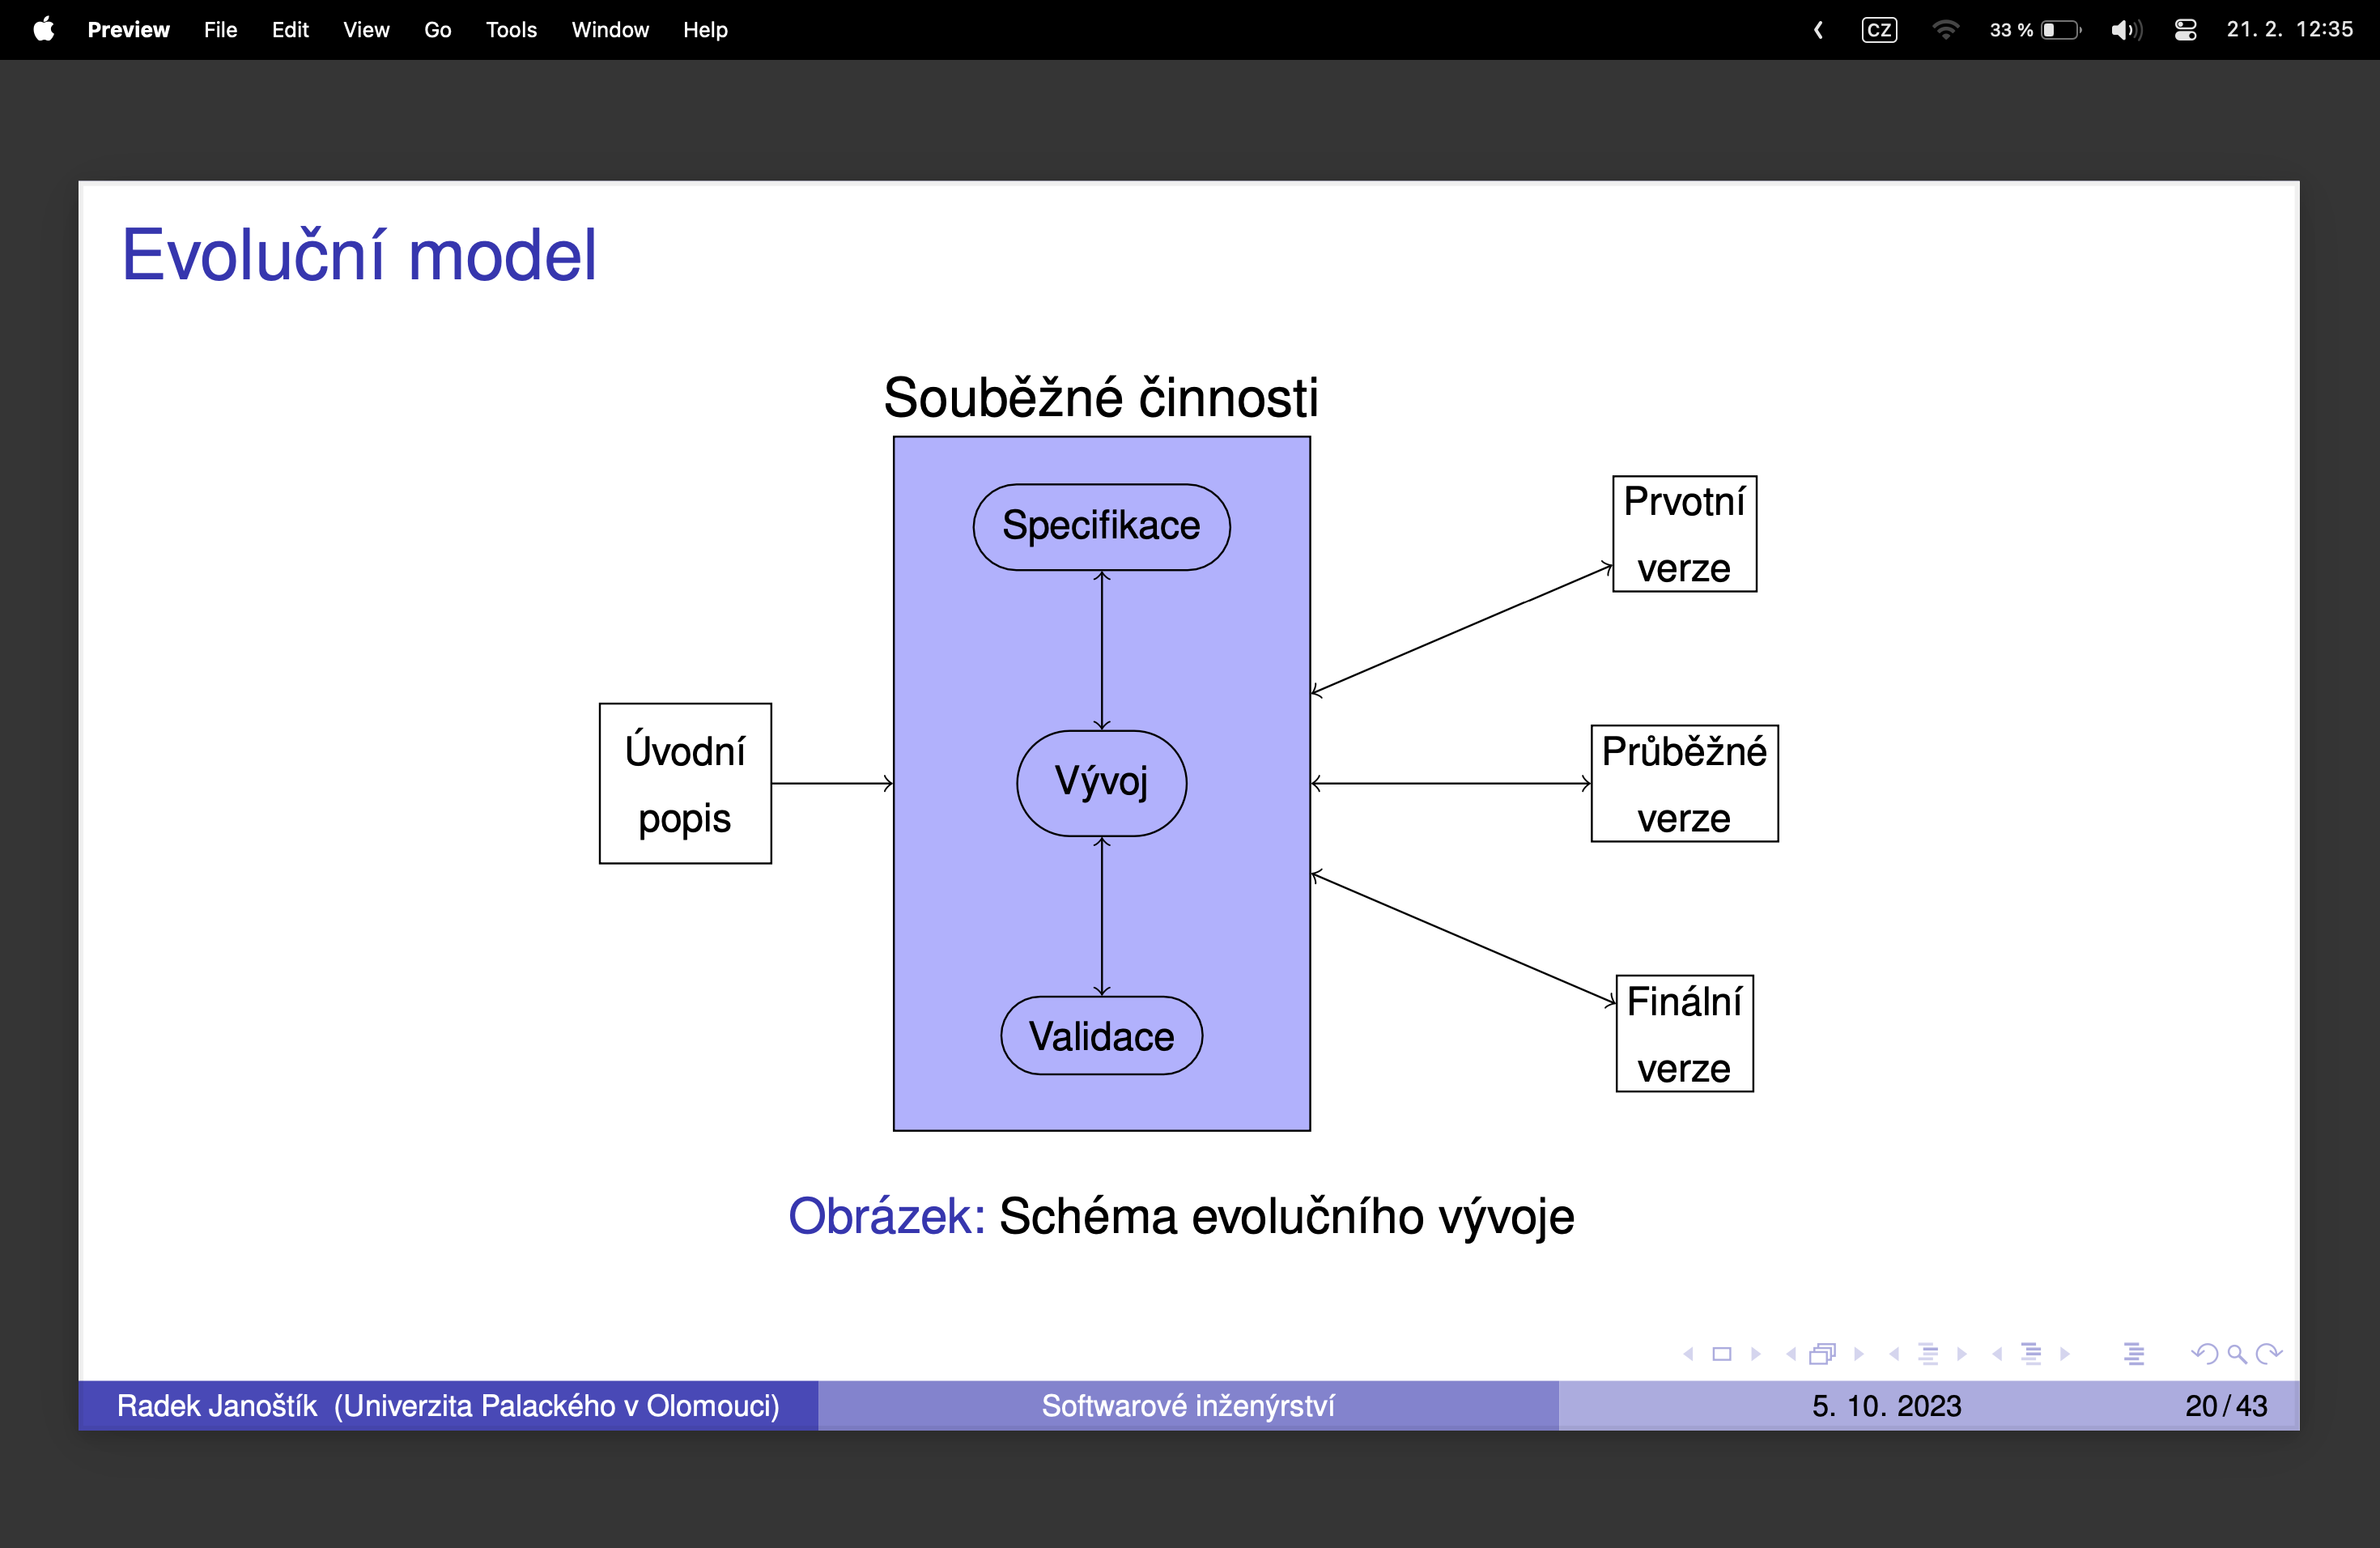 Preview File Edit View Go Tools Window Help CZ 33 % 21. 2. 12:35
Evoluční model
Souběžné činnosti
Specifikace
Vývoj
Validace
Úvodní
popis
Prvotní
verze
Průběžné
verze
Finální
verze
Obrázek: Schéma evolučního vývoje
Radek Janoštík (Univerzita Palackého v Olomouci) Softwarové inženýrství 5. 10. 2023 20/43